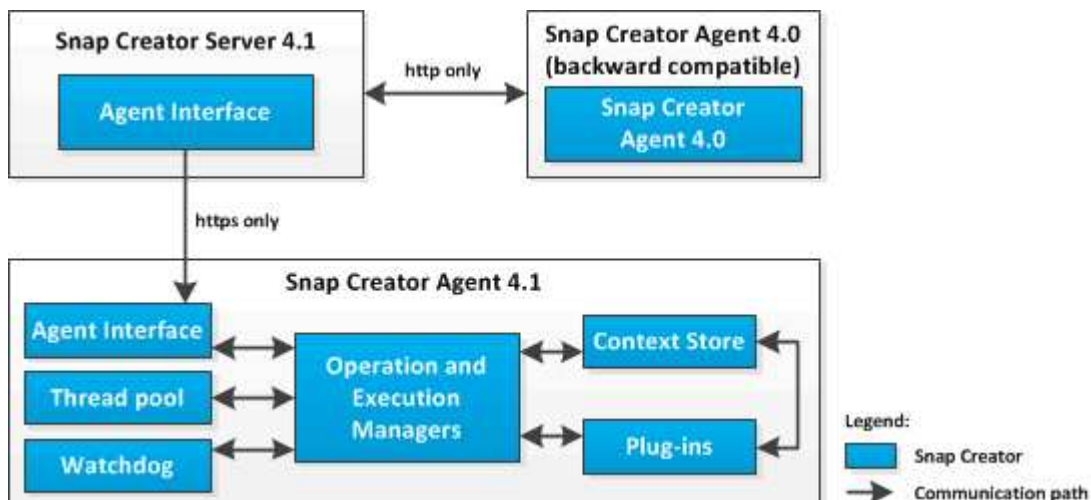 Snap Creator Server 4.1
Agent Interface
http only
Snap Creator Agent 4.0
(backward compatible)
Snap Creator
Agent 4.0
https only
Snap Creator Agent 4.1
Agent Interface
Thread pool
Watchdog
Operation and
Execution
Managers
Context Store
Plug-ins
Legend:
Snap Creator
Communication path